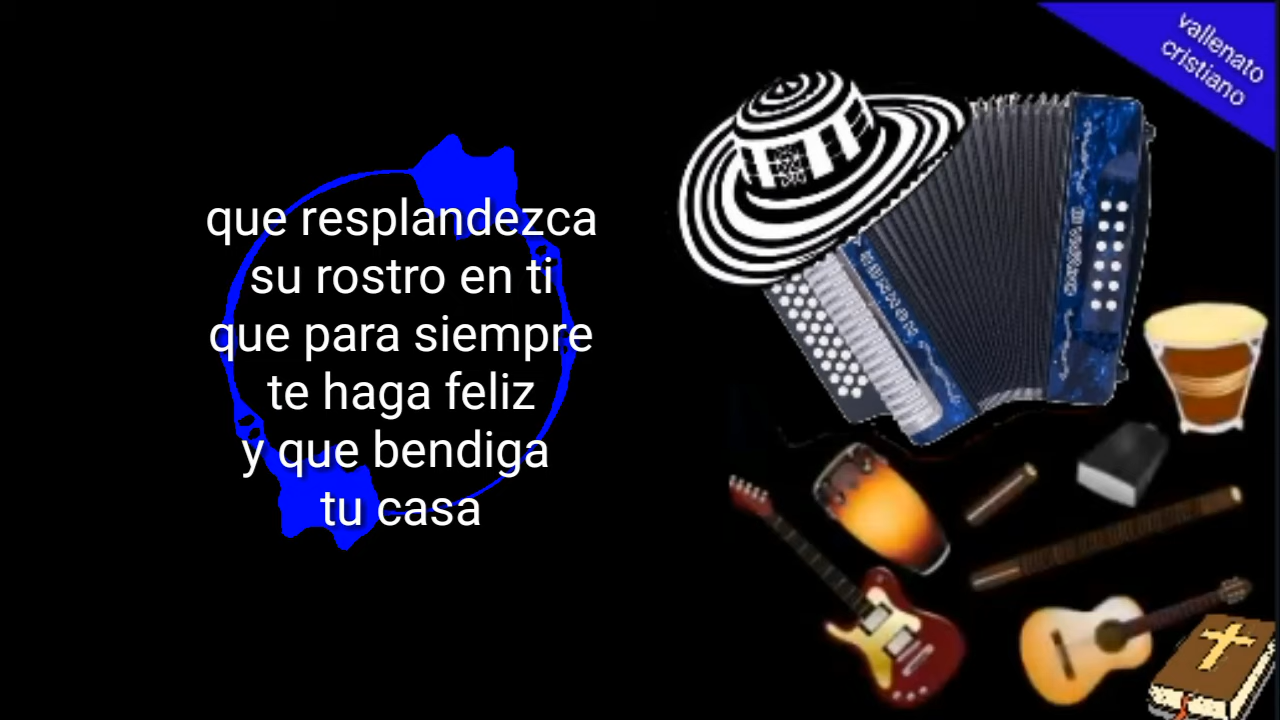 vallenato
cristiano
que resplandezca
su rostro en ti
que para siempre
te haga feliz
y que bendiga
tu casa